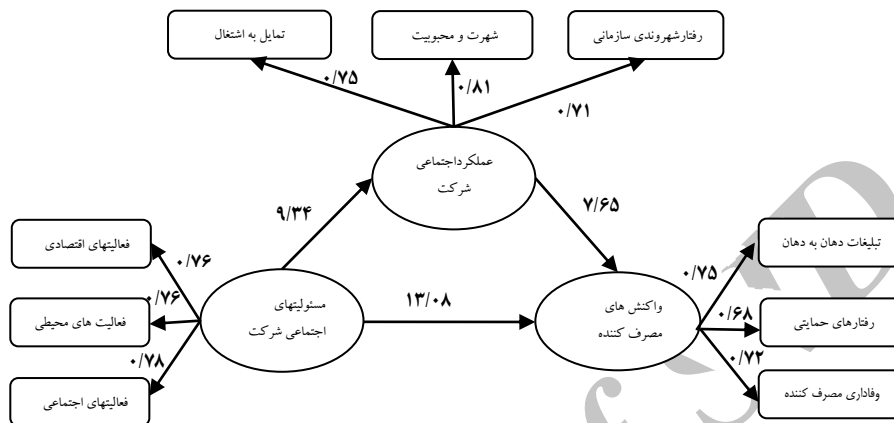 تمایل به اشتغال
شهرت و محبوبیت
رفتارشهروندی سازمانی
۰/۷۵
۰/۸۱
۰/۷۱
عملکرداجتماعی
شرکت
۹/۳۴
۷/۶۵
فعالیتهای اقتصادی
فعالیت های محیطی
فعالیتهای اجتماعی
۰/۷۶
۰/۷۶
۰/۷۸
مسئولیتهای
اجتماعی شرکت
۱۳/۰۸
واکنش های
مصرف کننده
۰/۷۵
۰/۶۸
۰/۷۲
تبلیغات دهان به دهان
رفتارهای حمایتی
وفاداری مصرف کننده